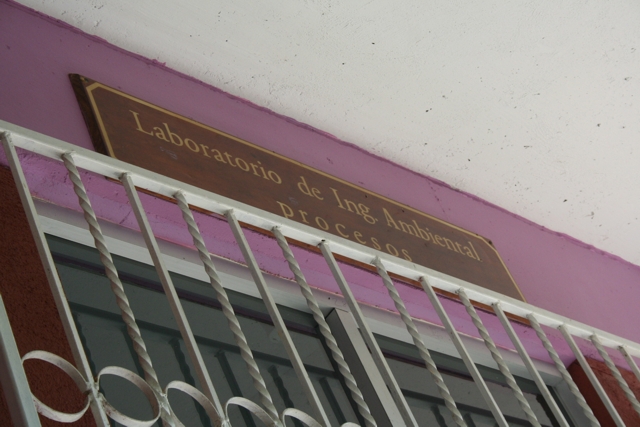 Laboratorio de Ing. Ambiental
procesos